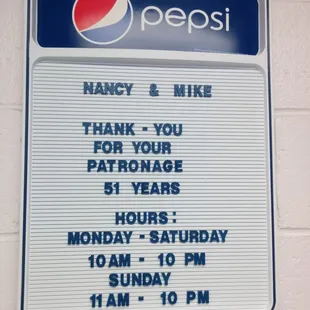 pepsi
NANCY & MIKE
THANK - YOU
FOR YOUR
PATRONAGE
51 YEARS
HOURS:
MONDAY - SATURDAY
10AM - 10 PM
SUNDAY
11AM - 10 PM